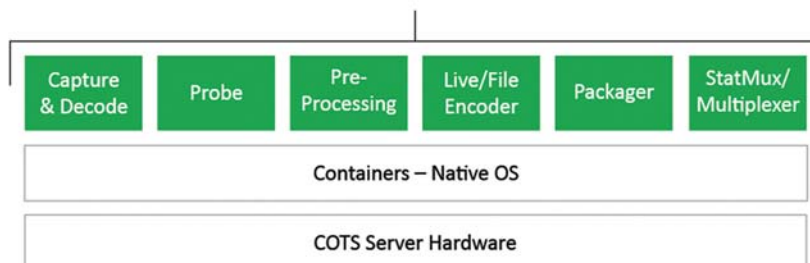 Capture
& Decode
Probe
Pre-
Processing
Live/File
Encoder
Packager
StatMux/
Multiplexer
Containers – Native OS
COTS Server Hardware